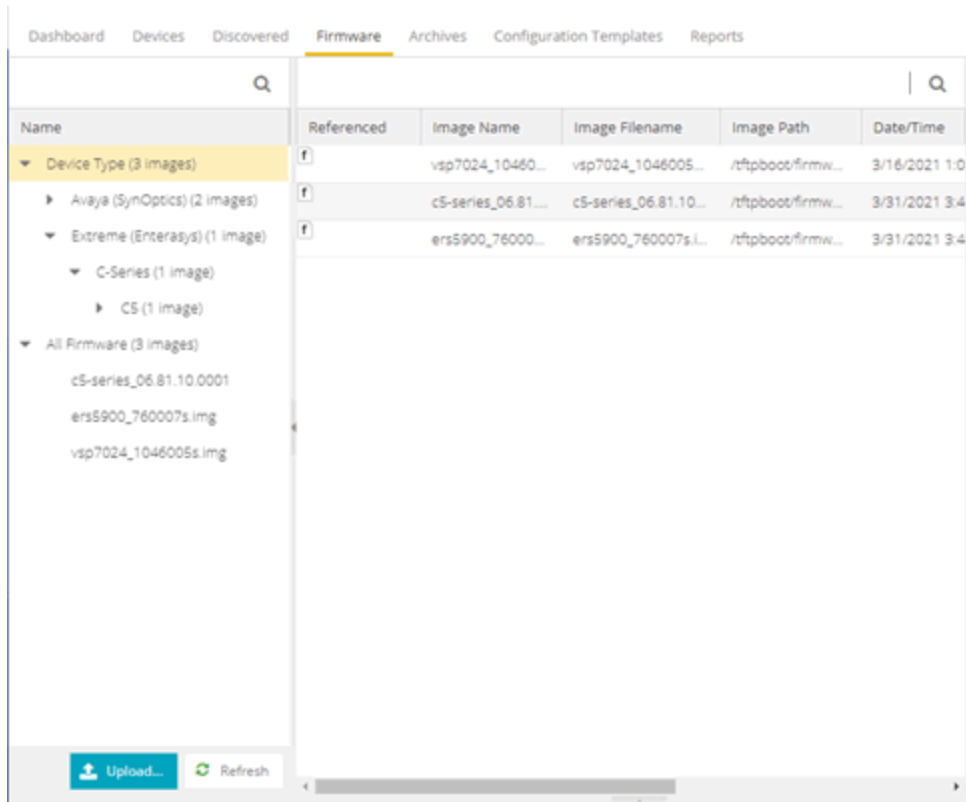 Dashboard Devices Discovered Firmware Archives Configuration Templates Reports
Name
Device Type (3 images)
Avaya (SynOptics) (2 images)
Extreme (Enterasys) (1 image)
C-Series (1 image)
C5 (1 image)
All Firmware (3 images)
c5-series_06.81.10.0001
ers5900_760007s.img
vsp7024_1046005s.img
Upload... Refresh
Referenced Image Name Image Filename Image Path Date/Time
f vsp7024_10460... vsp7024_1046005... /tftpboot/firmw... 3/16/2021 1:0
f c5-series_06.81.... c5-series_06.81.10... /tftpboot/firmw... 3/31/2021 3:4
f ers5900_76000... ers5900_760007s.i... /tftpboot/firmw... 3/31/2021 3:4